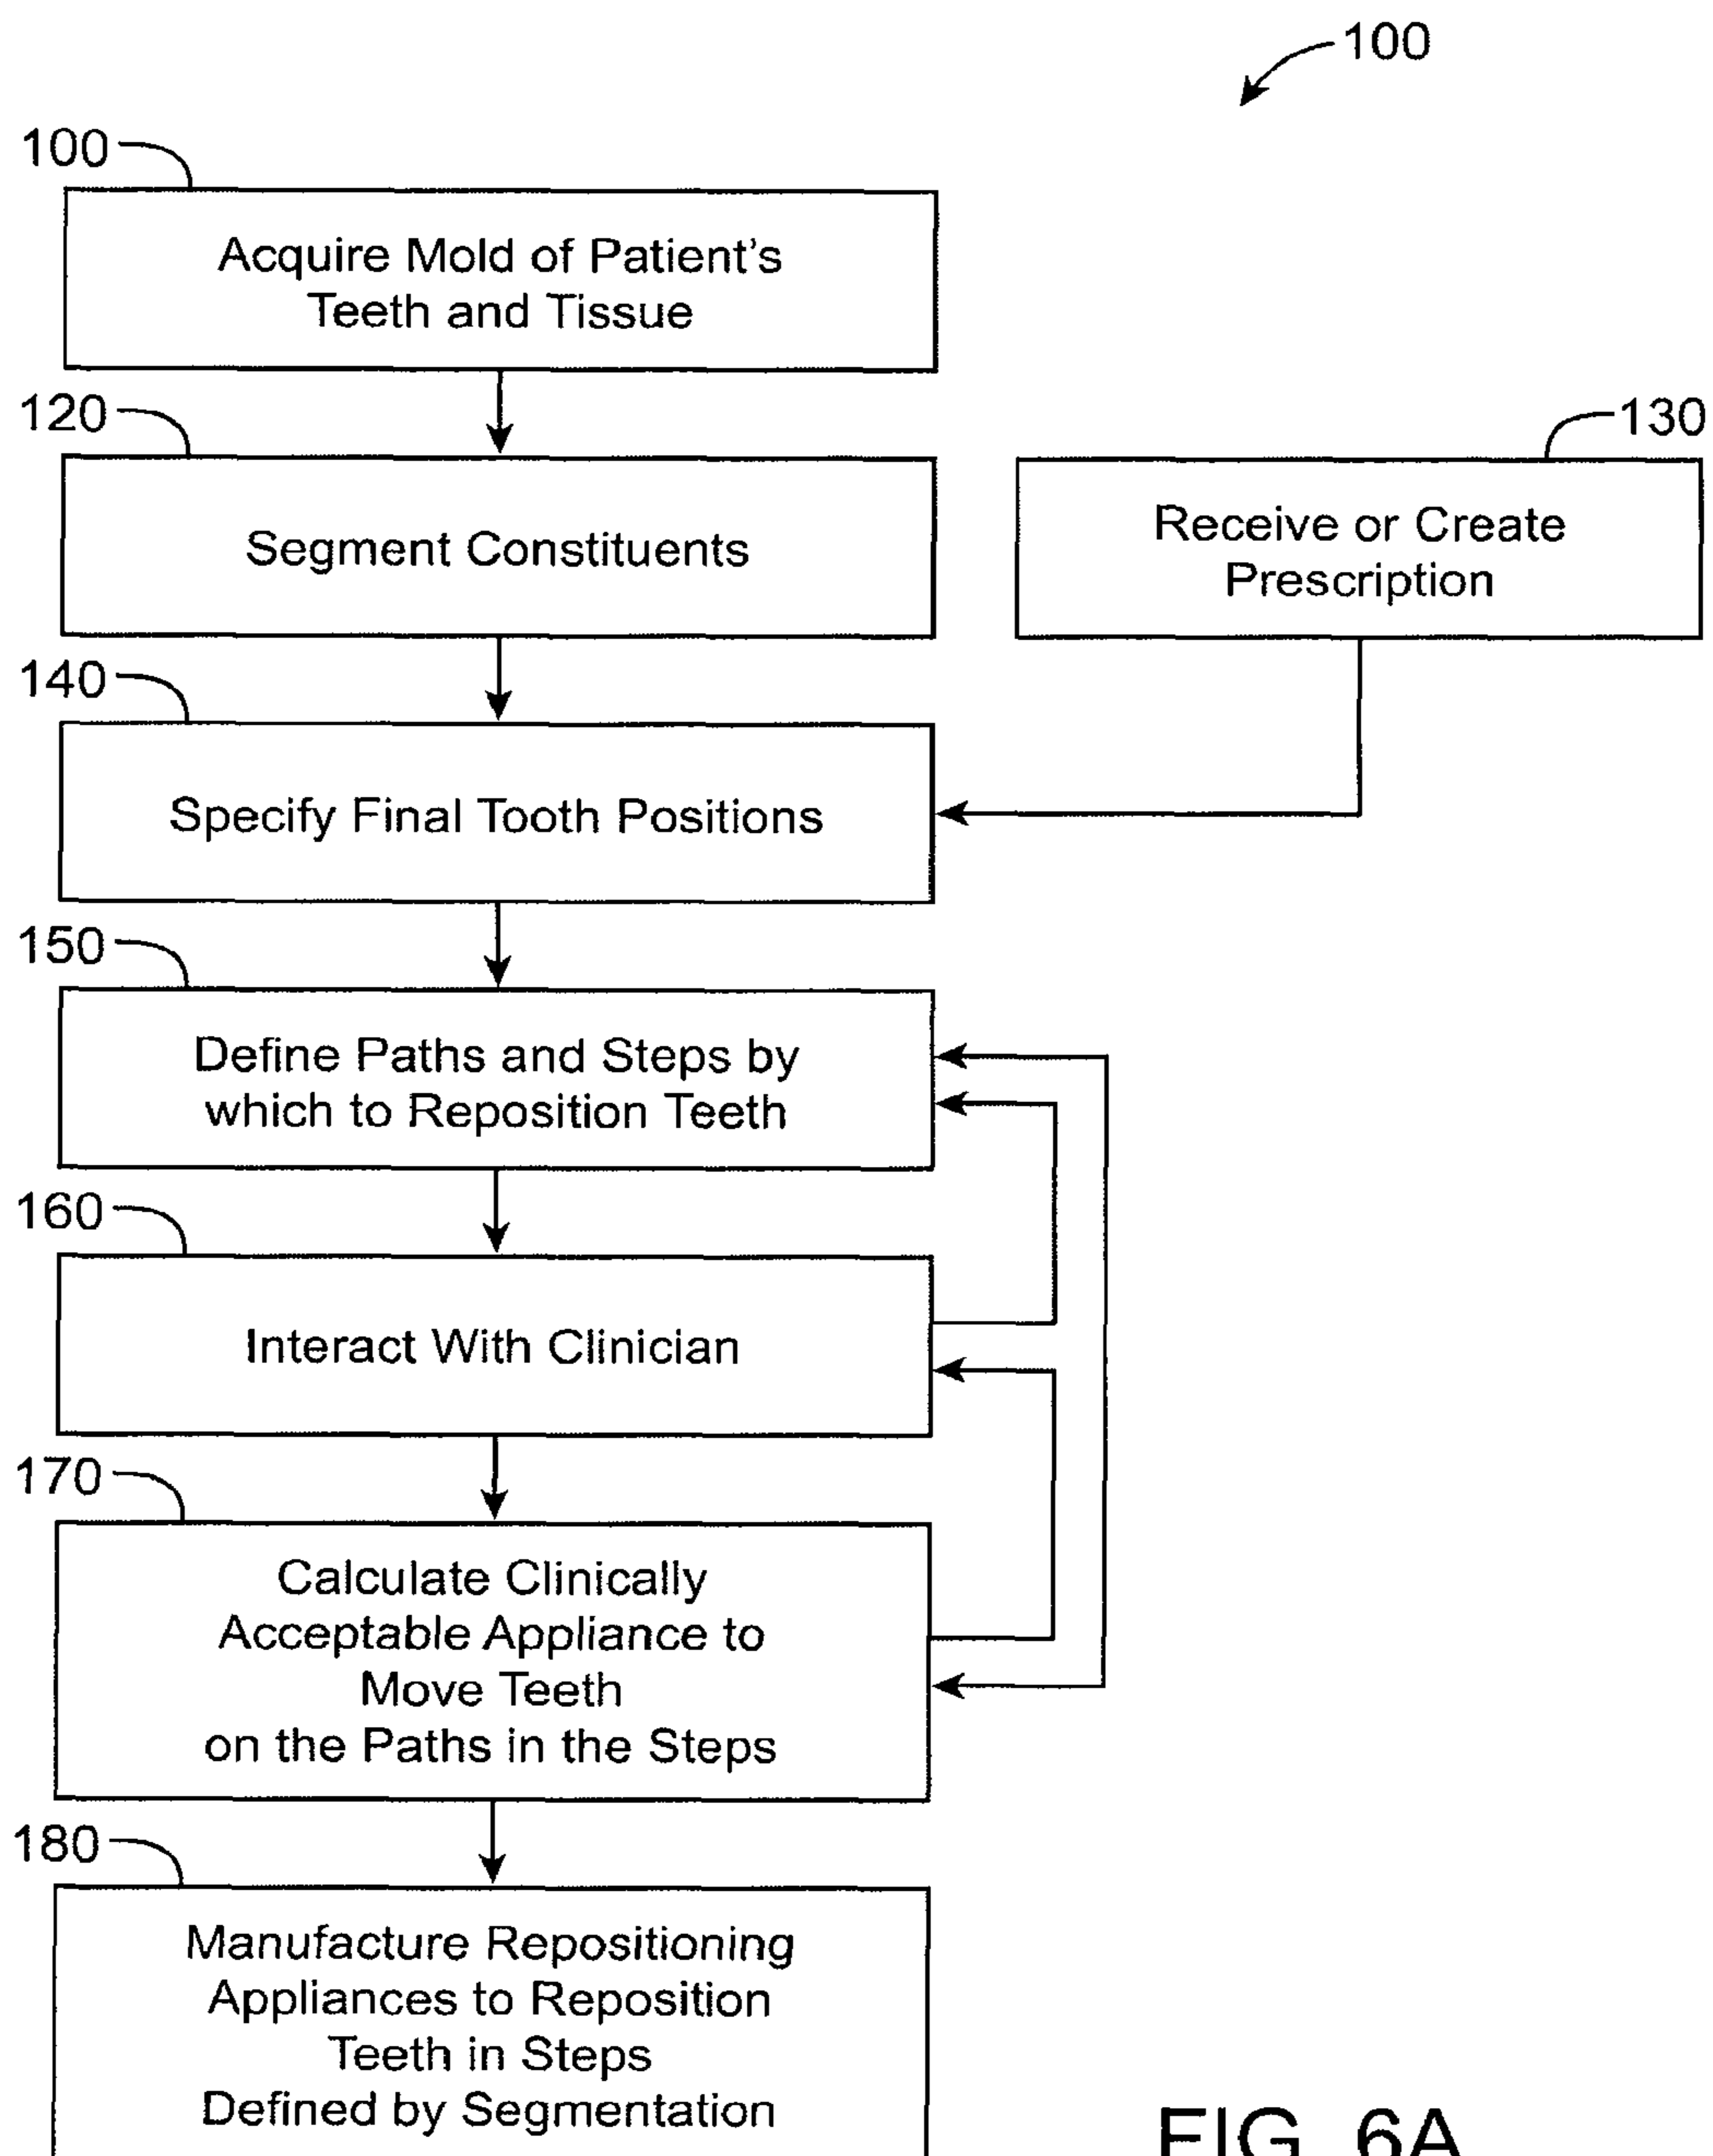 100
100
Acquire Mold of Patient's
Teeth and Tissue
120
Segment Constituents
130
Receive or Create
Prescription
140
Specify Final Tooth Positions
150
Define Paths and Steps by
which to Reposition Teeth
160
Interact With Clinician
170
Calculate Clinically
Acceptable Appliance to
Move Teeth
on the Paths in the Steps
180
Manufacture Repositioning
Appliances to Reposition
Teeth in Steps
Defined by Segmentation
FIG. 6A